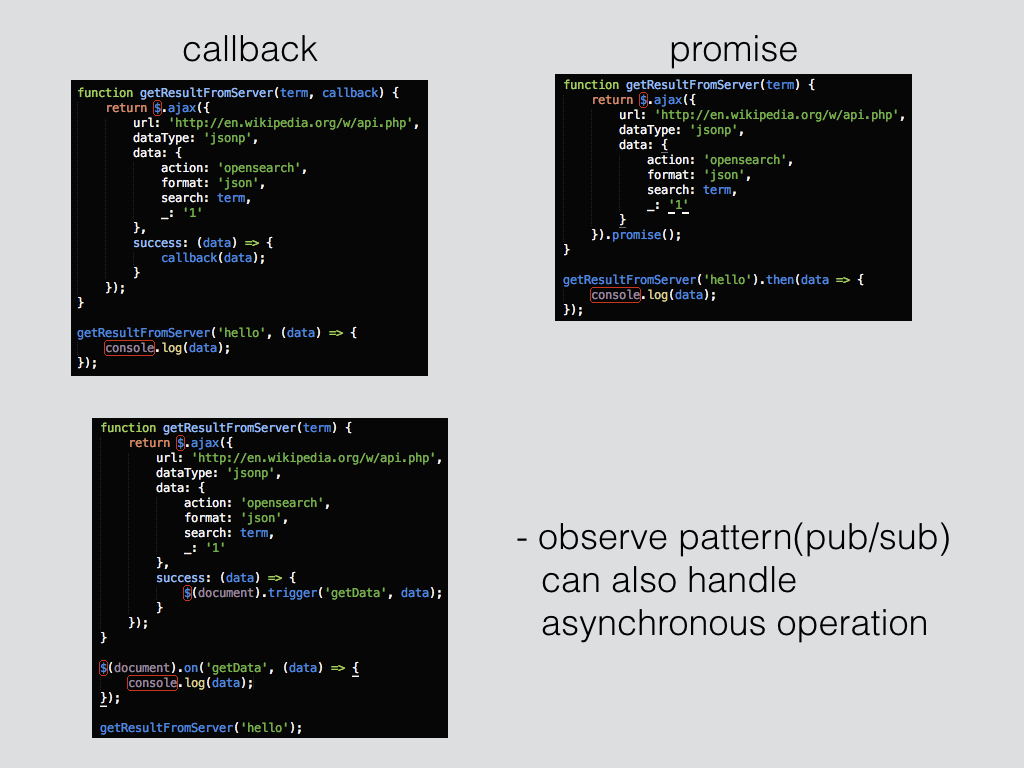 callback
function getResultFromServer(term, callback) {
    return $.ajax({
        url: 'http://en.wikipedia.org/w/api.php',
        dataType: 'jsonp',
        data: {
            action: 'opensearch',
            format: 'json',
            search: term,
            _: '1'
        },
        success: (data) => {
            callback(data);
        }
    });
}
getResultFromServer('hello', (data) => {
    console.log(data);
});
promise
function getResultFromServer(term) {
    return $.ajax({
        url: 'http://en.wikipedia.org/w/api.php',
        dataType: 'jsonp',
        data: {
            action: 'opensearch',
            format: 'json',
            search: term,
            _: '1'
        }
    }).promise();
}
getResultFromServer('hello').then(data => {
    console.log(data);
});
function getResultFromServer(term) {
    return $.ajax({
        url: 'http://en.wikipedia.org/w/api.php',
        dataType: 'jsonp',
        data: {
            action: 'opensearch',
            format: 'json',
            search: term,
            _: '1'
        },
        success: (data) => {
            $(document).trigger('getData', data);
        }
    });
}
$(document).on('getData', (data) => {
    console.log(data);
});
getResultFromServer('hello');
- observe pattern(pub/sub)
can also handle
asynchronous operation